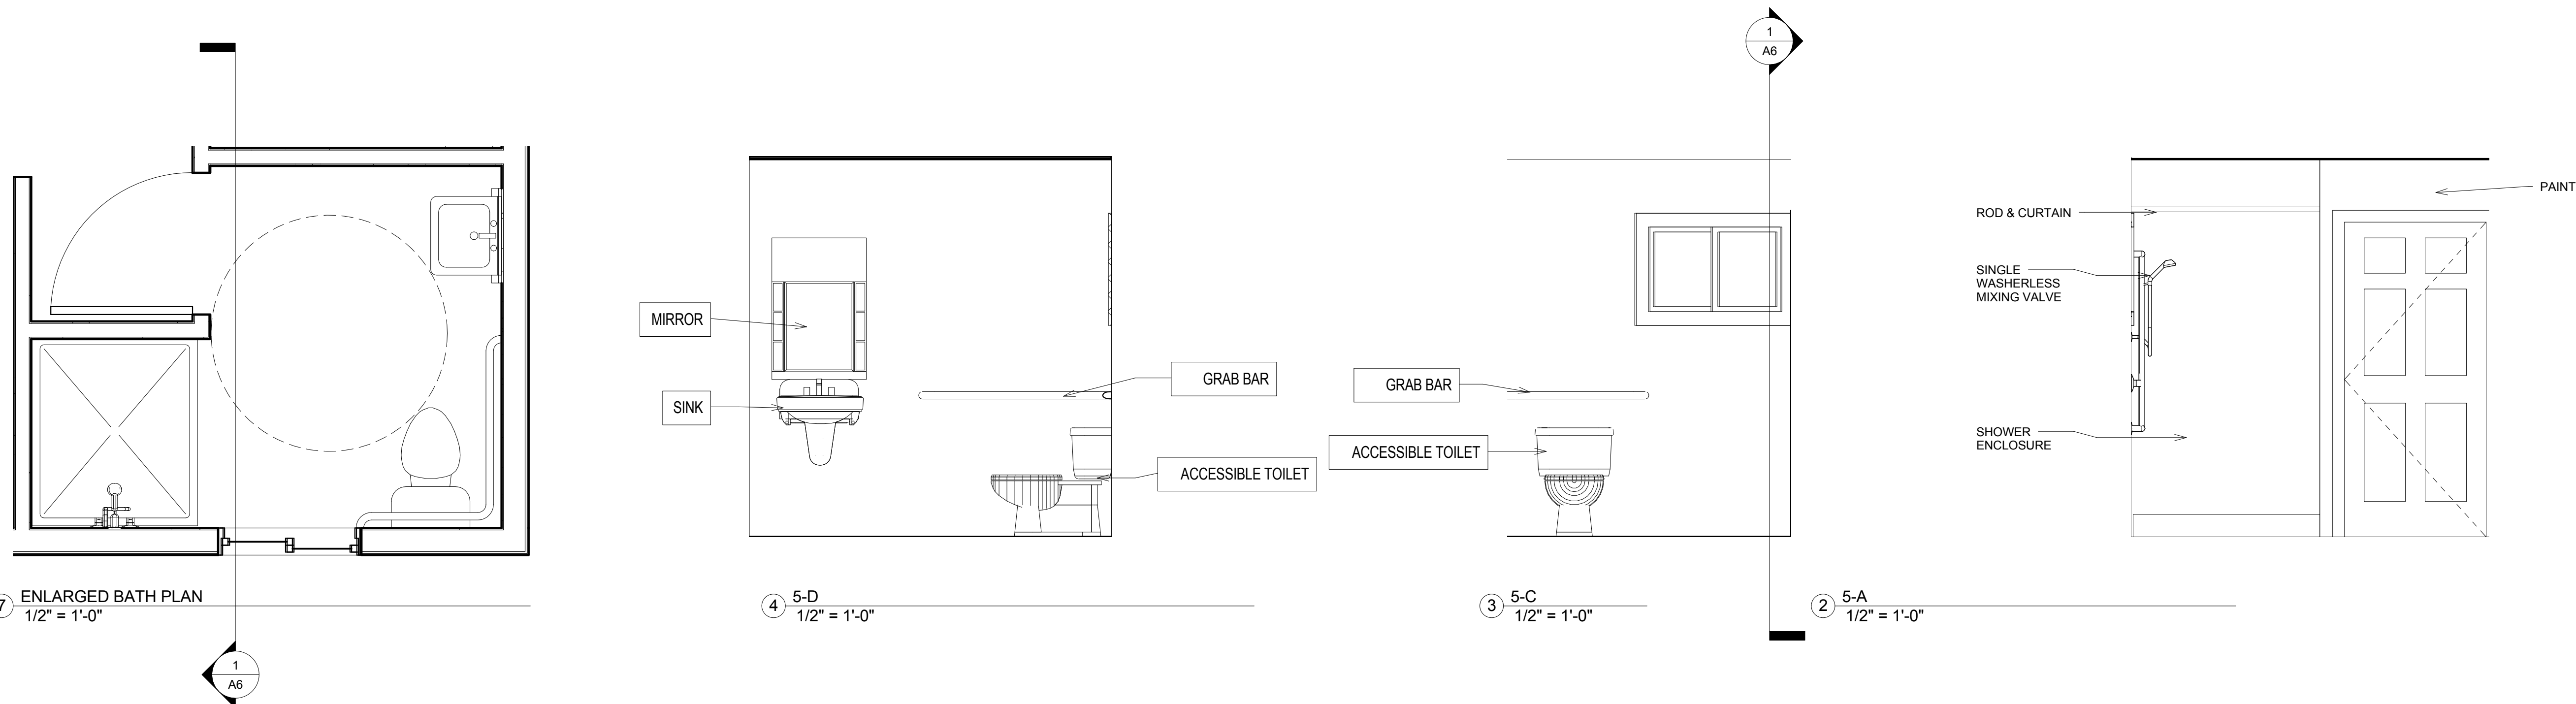 1
A6
PAINT
ROD & CURTAIN
SINGLE
WASHERLESS
MIXING VALVE
MIRROR
GRAB BAR
GRAB BAR
SINK
SHOWER
ENCLOSURE
ACCESSIBLE TOILET
ACCESSIBLE TOILET
7 ENLARGED BATH PLAN
1/2" = 1'-0"
4 5-D
1/2" = 1'-0"
3 5-C
1/2" = 1'-0"
2 5-A
1/2" = 1'-0"
1
A6